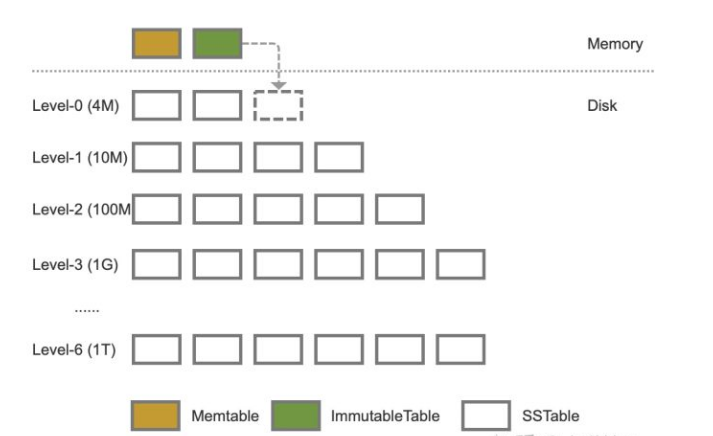 Memory
Level-0 (4M)
Disk
Level-1 (10M)
Level-2 (100M
Level-3 (1G)
......
Level-6 (1T)
Memtable
ImmutableTable
SSTable